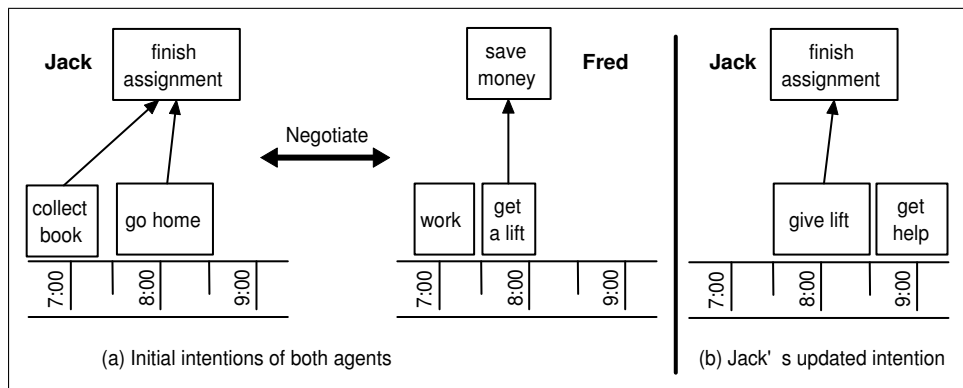 Jack
finish
assignment
save
money
Fred
Jack
finish
assignment
Negotiate
collect
book
go home
work
get
a lift
give lift
get
help
7:00
8:00
9:00
7:00
8:00
9:00
7:00
8:00
9:00
(a) Initial intentions of both agents
(b) Jack' s updated intention